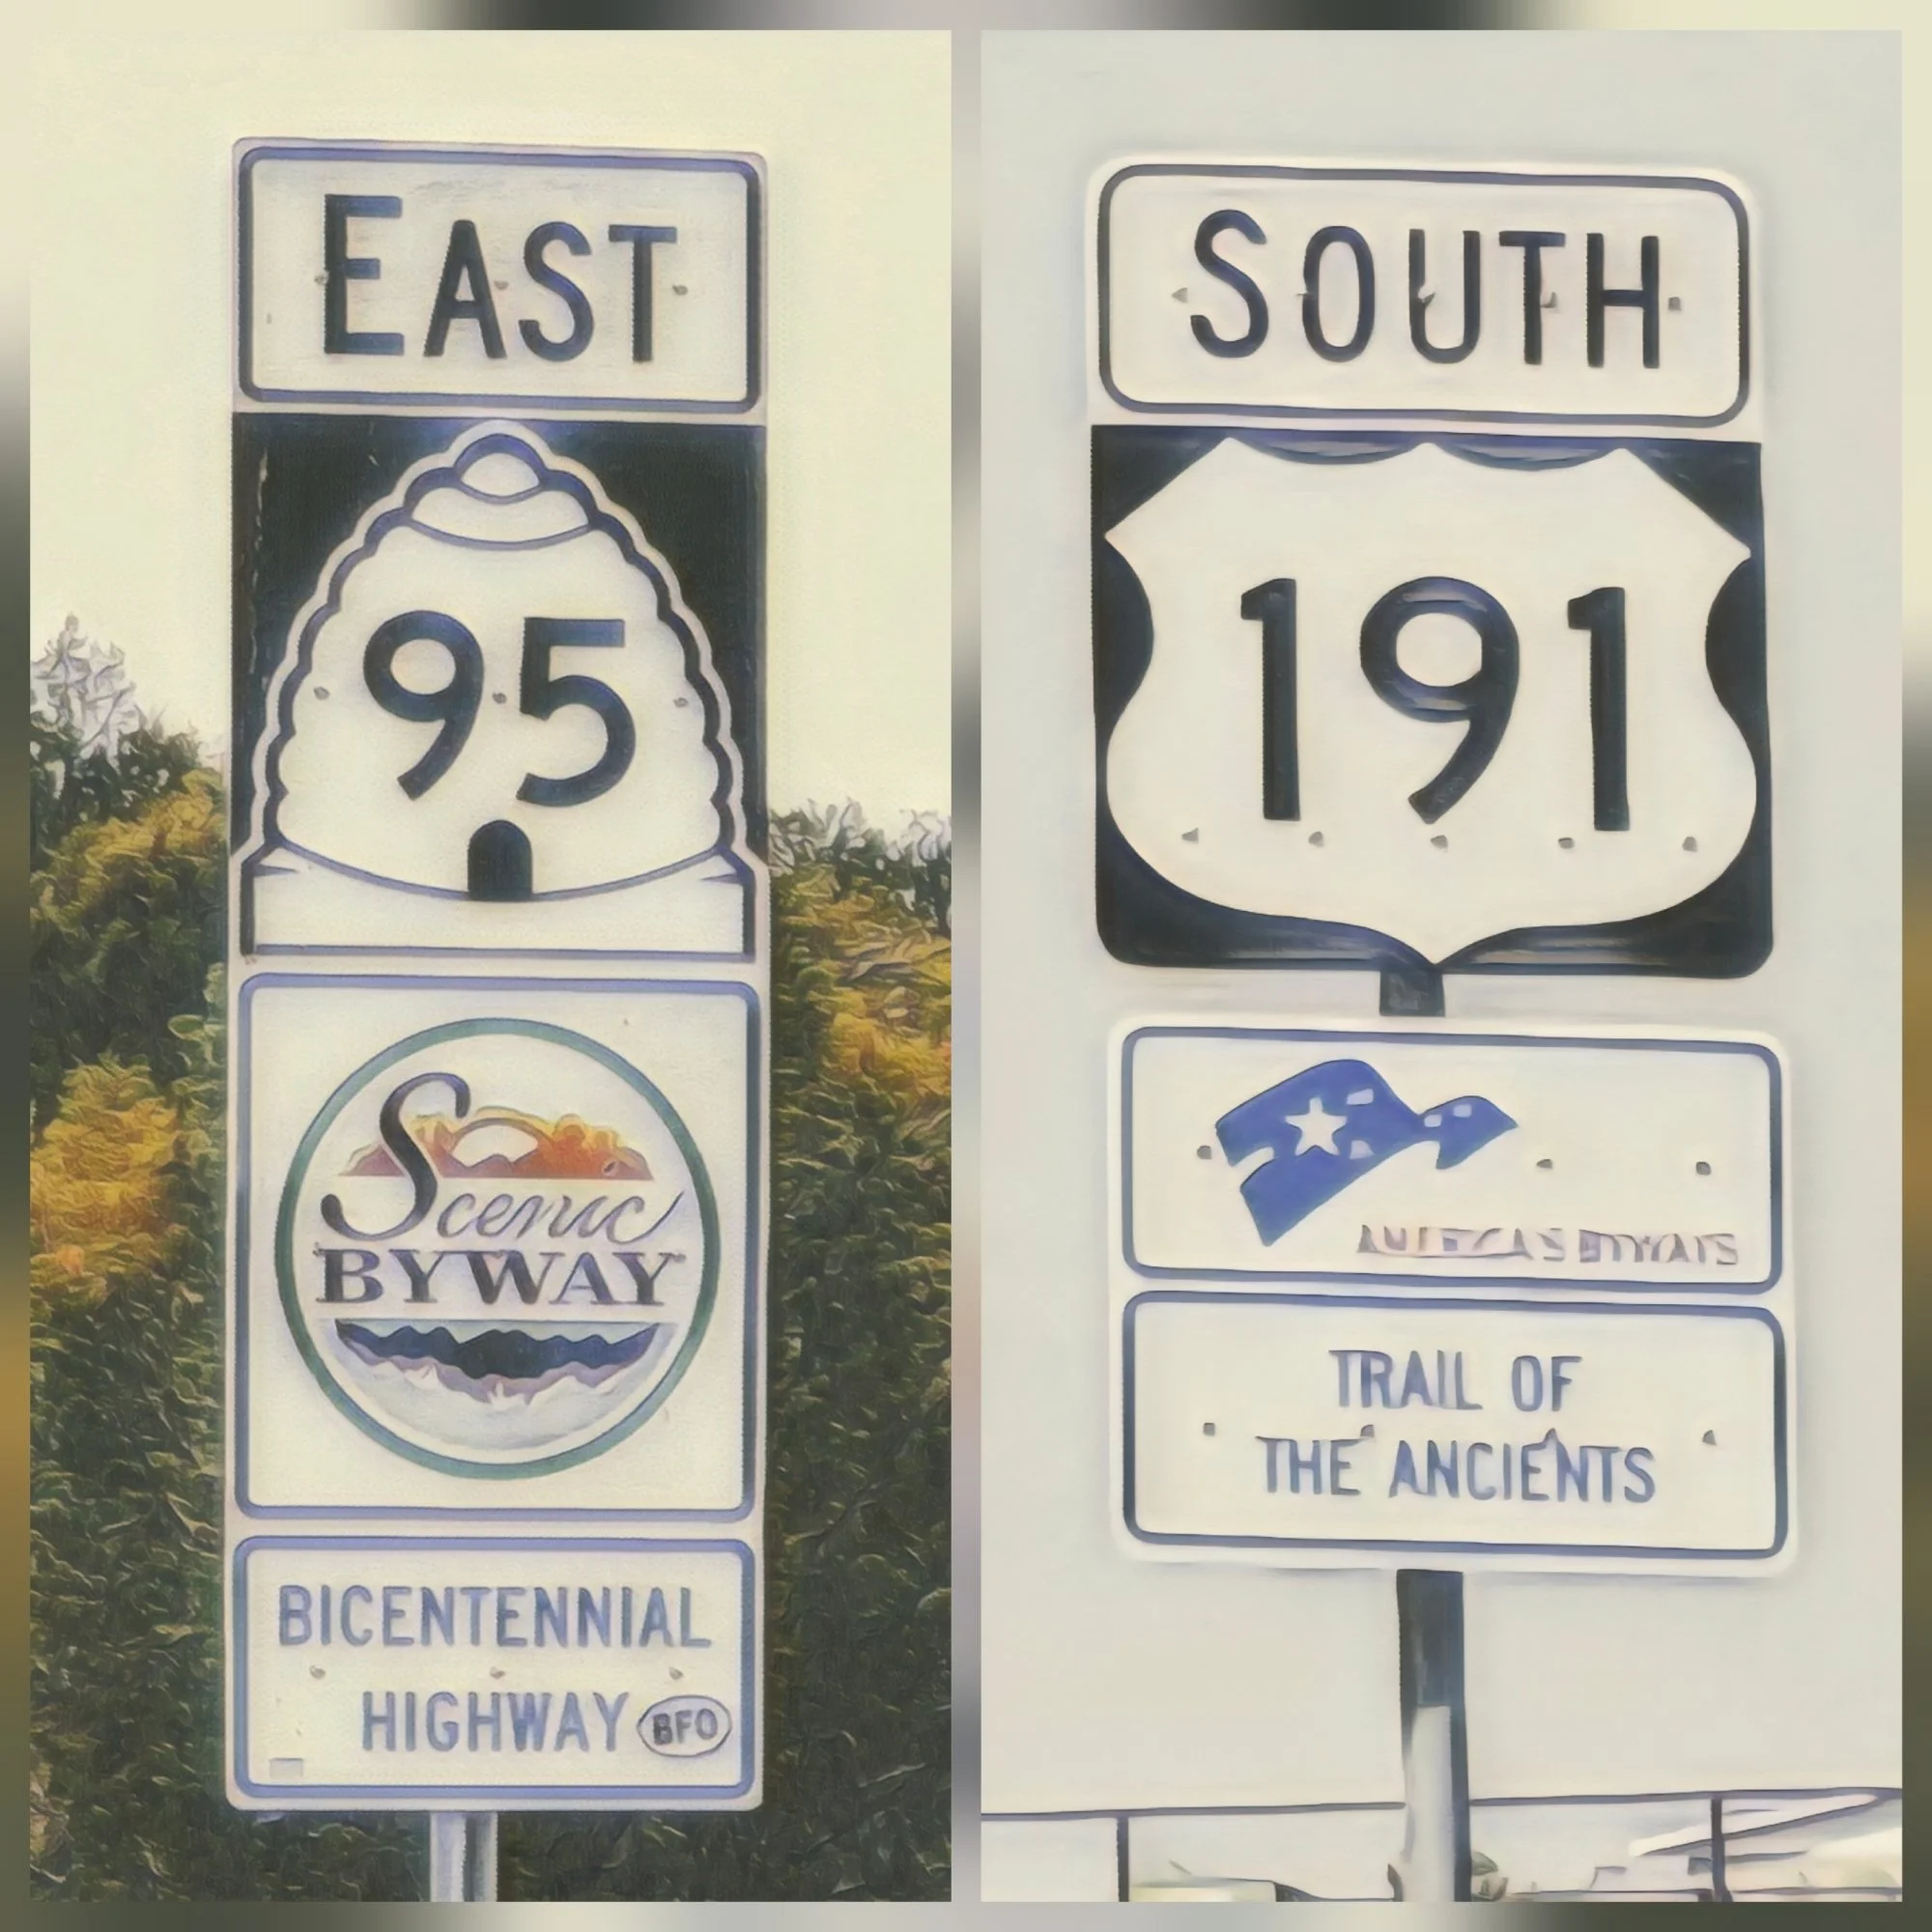 EAST
95
Scenic
BYWAY
BICENTENNIAL
HIGHWAY BFO
SOUTH
191
TRAIL OF
THE ANCIENTS